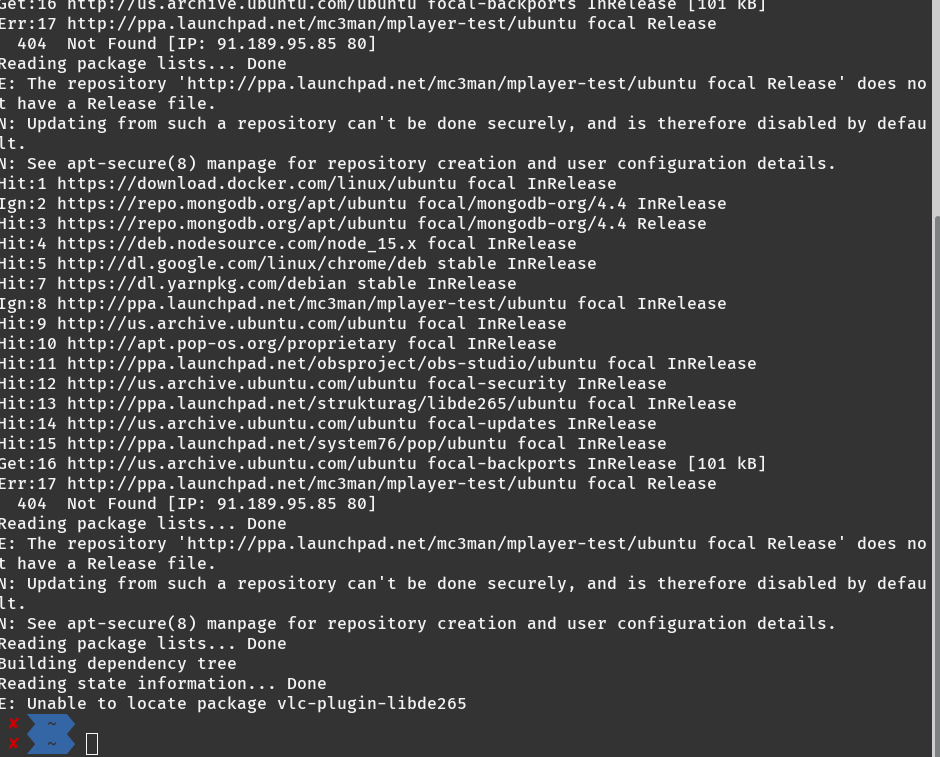 Get:16 http://us.archive.ubuntu.com/ubuntu focal-backports InRelease [101 kB]
Err:17 http://ppa.launchpad.net/mc3man/mplayer-test/ubuntu focal Release
  404  Not Found [IP: 91.189.95.85 80]
Reading package lists... Done
E: The repository 'http://ppa.launchpad.net/mc3man/mplayer-test/ubuntu focal Release' does no
t have a Release file.
N: Updating from such a repository can't be done securely, and is therefore disabled by defau
lt.
N: See apt-secure(8) manpage for repository creation and user configuration details.
Hit:1 https://download.docker.com/linux/ubuntu focal InRelease
Ign:2 https://repo.mongodb.org/apt/ubuntu focal/mongodb-org/4.4 InRelease
Hit:3 https://repo.mongodb.org/apt/ubuntu focal/mongodb-org/4.4 Release
Hit:4 https://deb.nodesource.com/node_15.x focal InRelease
Hit:5 http://dl.google.com/linux/chrome/deb stable InRelease
Hit:7 https://dl.yarnpkg.com/debian stable InRelease
Ign:8 http://ppa.launchpad.net/mc3man/mplayer-test/ubuntu focal InRelease
Hit:9 http://us.archive.ubuntu.com/ubuntu focal InRelease
Hit:10 http://apt.pop-os.org/proprietary focal InRelease
Hit:11 http://ppa.launchpad.net/obsproject/obs-studio/ubuntu focal InRelease
Hit:12 http://us.archive.ubuntu.com/ubuntu focal-security InRelease
Hit:13 http://ppa.launchpad.net/strukturag/libde265/ubuntu focal InRelease
Hit:14 http://us.archive.ubuntu.com/ubuntu focal-updates InRelease
Hit:15 http://ppa.launchpad.net/system76/pop/ubuntu focal InRelease
Get:16 http://us.archive.ubuntu.com/ubuntu focal-backports InRelease [101 kB]
Err:17 http://ppa.launchpad.net/mc3man/mplayer-test/ubuntu focal Release
  404  Not Found [IP: 91.189.95.85 80]
Reading package lists... Done
E: The repository 'http://ppa.launchpad.net/mc3man/mplayer-test/ubuntu focal Release' does no
t have a Release file.
N: Updating from such a repository can't be done securely, and is therefore disabled by defau
lt.
N: See apt-secure(8) manpage for repository creation and user configuration details.
Reading package lists... Done
Building dependency tree
Reading state information... Done
E: Unable to locate package vlc-plugin-libde265
✘ ~
✘ ~